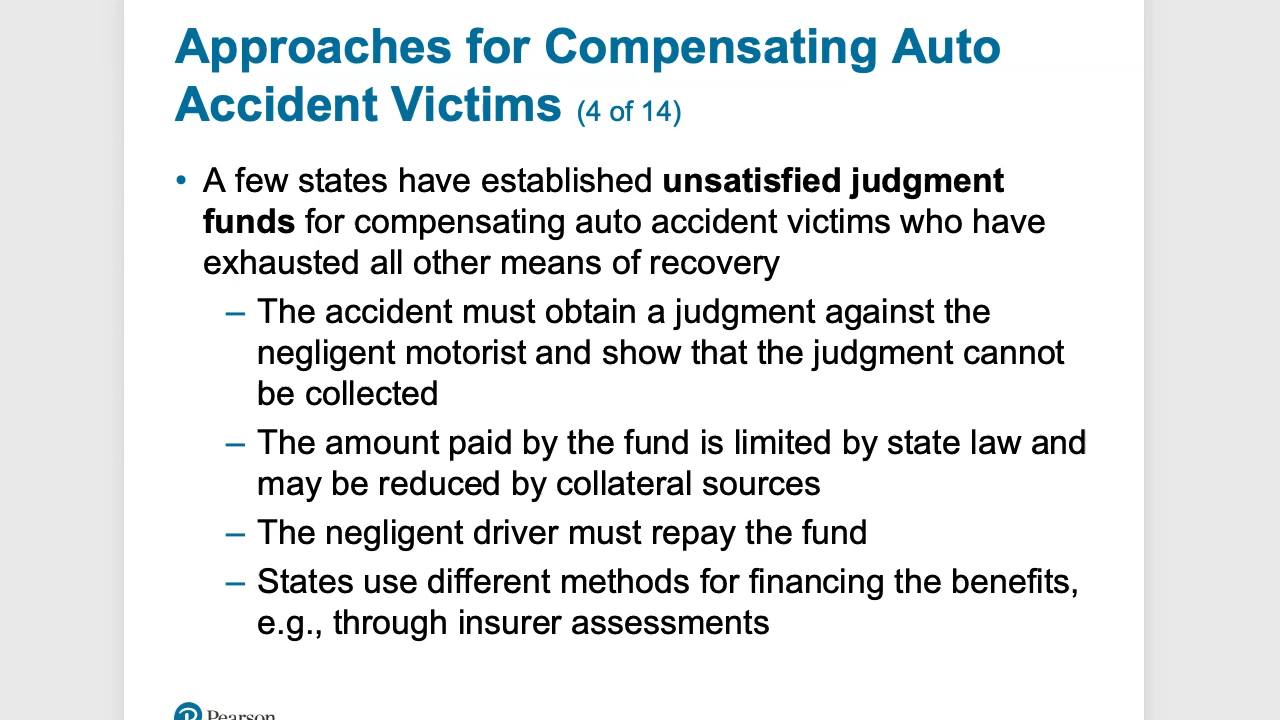 Approaches for Compensating Auto
Accident Victims (4 of 14)
• A few states have established unsatisfied judgment
funds for compensating auto accident victims who have
exhausted all other means of recovery
– The accident must obtain a judgment against the
negligent motorist and show that the judgment cannot
be collected
– The amount paid by the fund is limited by state law and
may be reduced by collateral sources
– The negligent driver must repay the fund
– States use different methods for financing the benefits,
e.g., through insurer assessments
Pearson